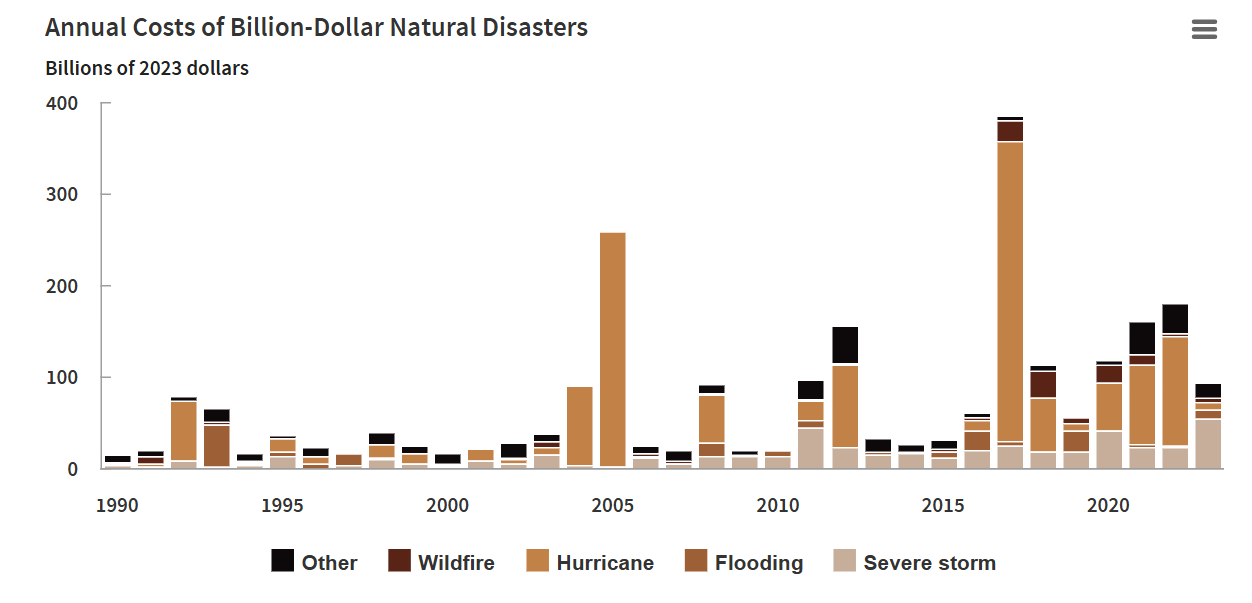 Annual Costs of Billion-Dollar Natural Disasters
Billions of 2023 dollars
400
300
200
100
0
1990 1995 2000 2005 2010 2015 2020
Other Wildfire Hurricane Flooding Severe storm